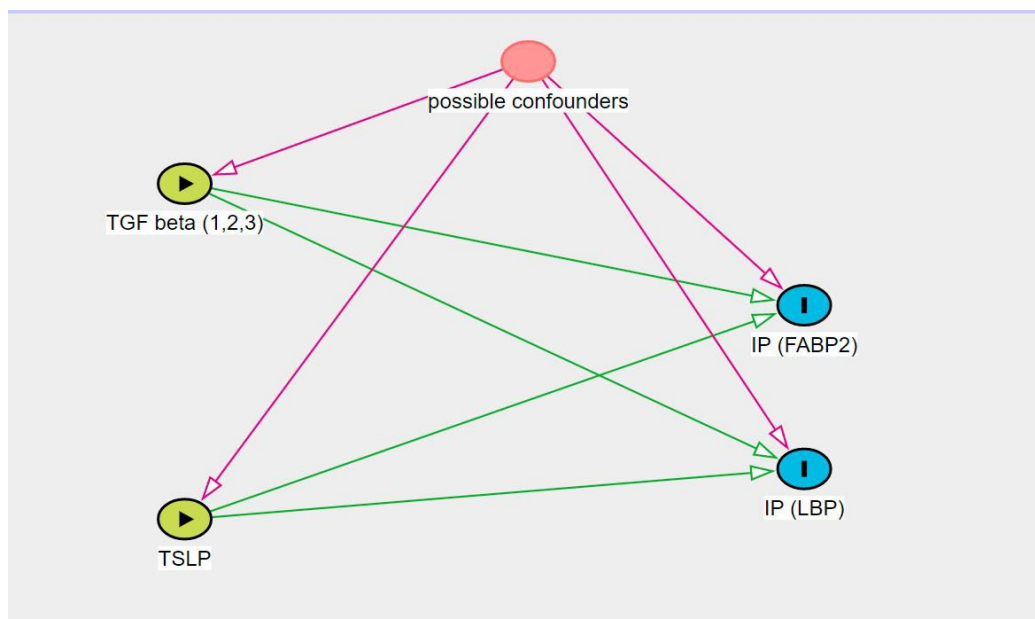 possible confounders
TGF beta (1,2,3)
IP (FABP2)
IP (LBP)
TSLP